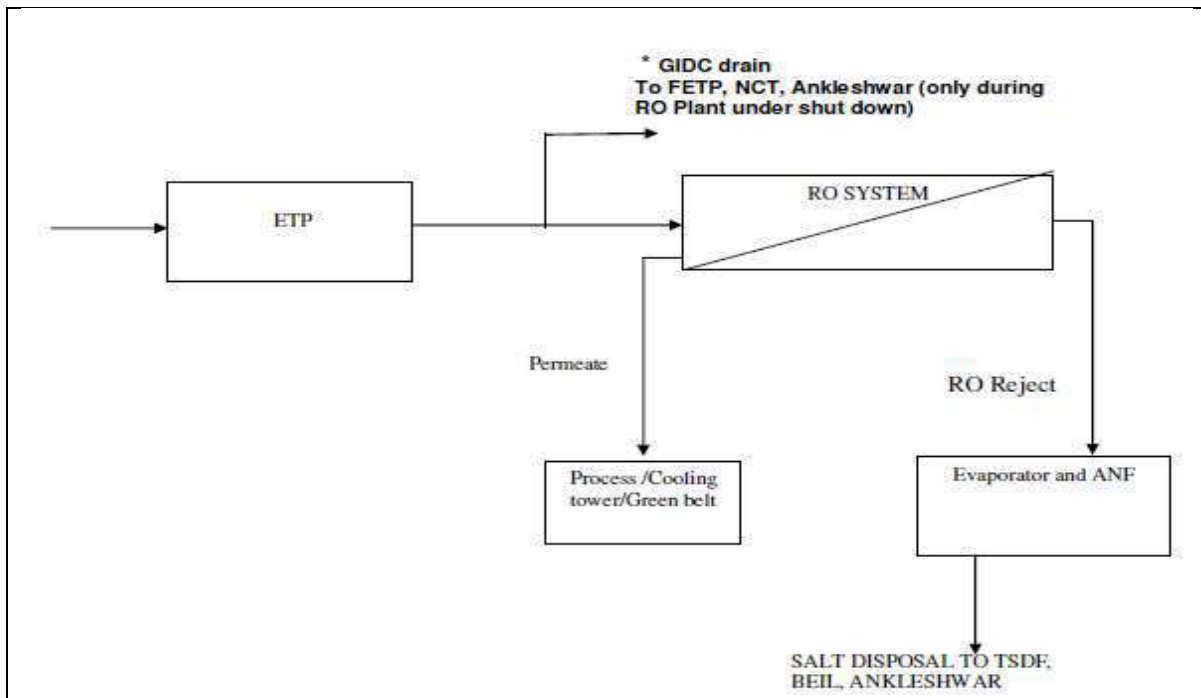 * GIDC drain
To FETP, NCT, Ankleshwar (only during
RO Plant under shut down)
ETP
RO SYSTEM
Permeate
RO Reject
Process /Cooling
tower/Green belt
Evaporator and ANF
SALT DISPOSAL TO TSDF,
BEIL, ANKLESHWAR